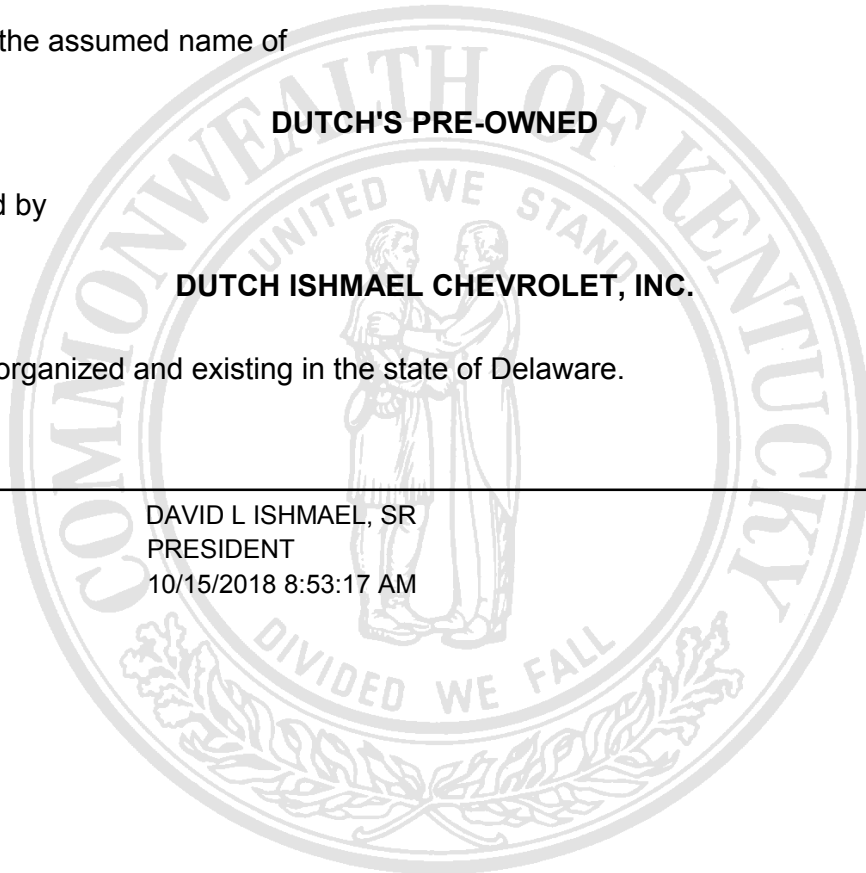 the assumed name of
DUTCH'S PRE-OWNED
d by
DUTCH ISHMAEL CHEVROLET, INC.
organized and existing in the state of Delaware.
DAVID L ISHMAEL, SR
PRESIDENT
10/15/2018 8:53:17 AM
COMMONWEALTH OF KENTUCKY
UNITED WE STAND
DIVIDED WE FALL